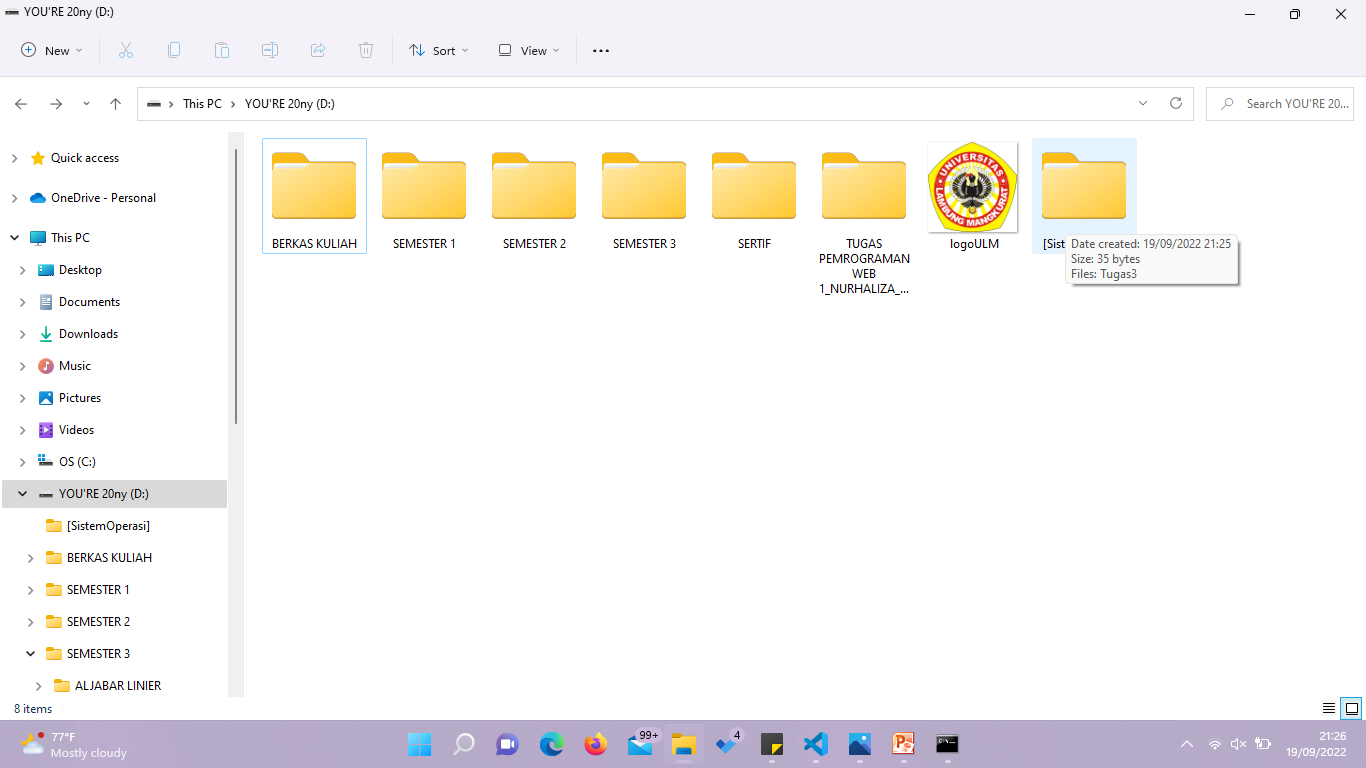 YOU'RE 20ny (D:)
New
Sort
View
This PC
YOU'RE 20ny (D:)
Search YOU'RE 20...
Quick access
OneDrive - Personal
This PC
Desktop
Documents
Downloads
Music
Pictures
Videos
OS (C:)
YOU'RE 20ny (D:)
[SistemOperasi]
BERKAS KULIAH
SEMESTER 1
SEMESTER 2
SEMESTER 3
ALJABAR LINIER
BERKAS KULIAH
SEMESTER 1
SEMESTER 2
SEMESTER 3
SERTIF
TUGAS
PEMROGRAMAN
WEB
1_NURHALIZA_...
UNIVERSITAS
LAMBUNG MANGKURAT
logoULM
[Sist
Date created: 19/09/2022 21:25
Size: 35 bytes
Files: Tugas3
8 items
77°F
Mostly cloudy
99+
4
21:26
19/09/2022